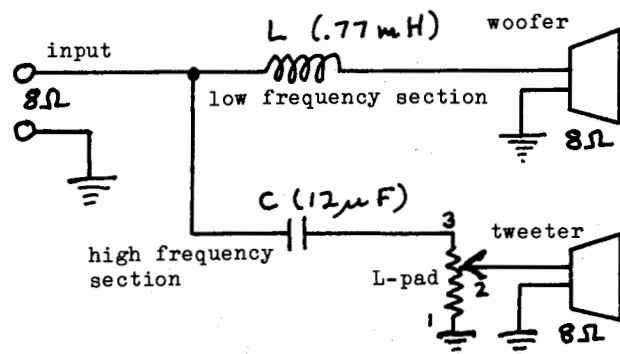 L (.77mH)
woofer
input
8Ω
low frequency section
8Ω
C (12μF)
3
tweeter
high frequency
section
L-pad
2
1
8Ω